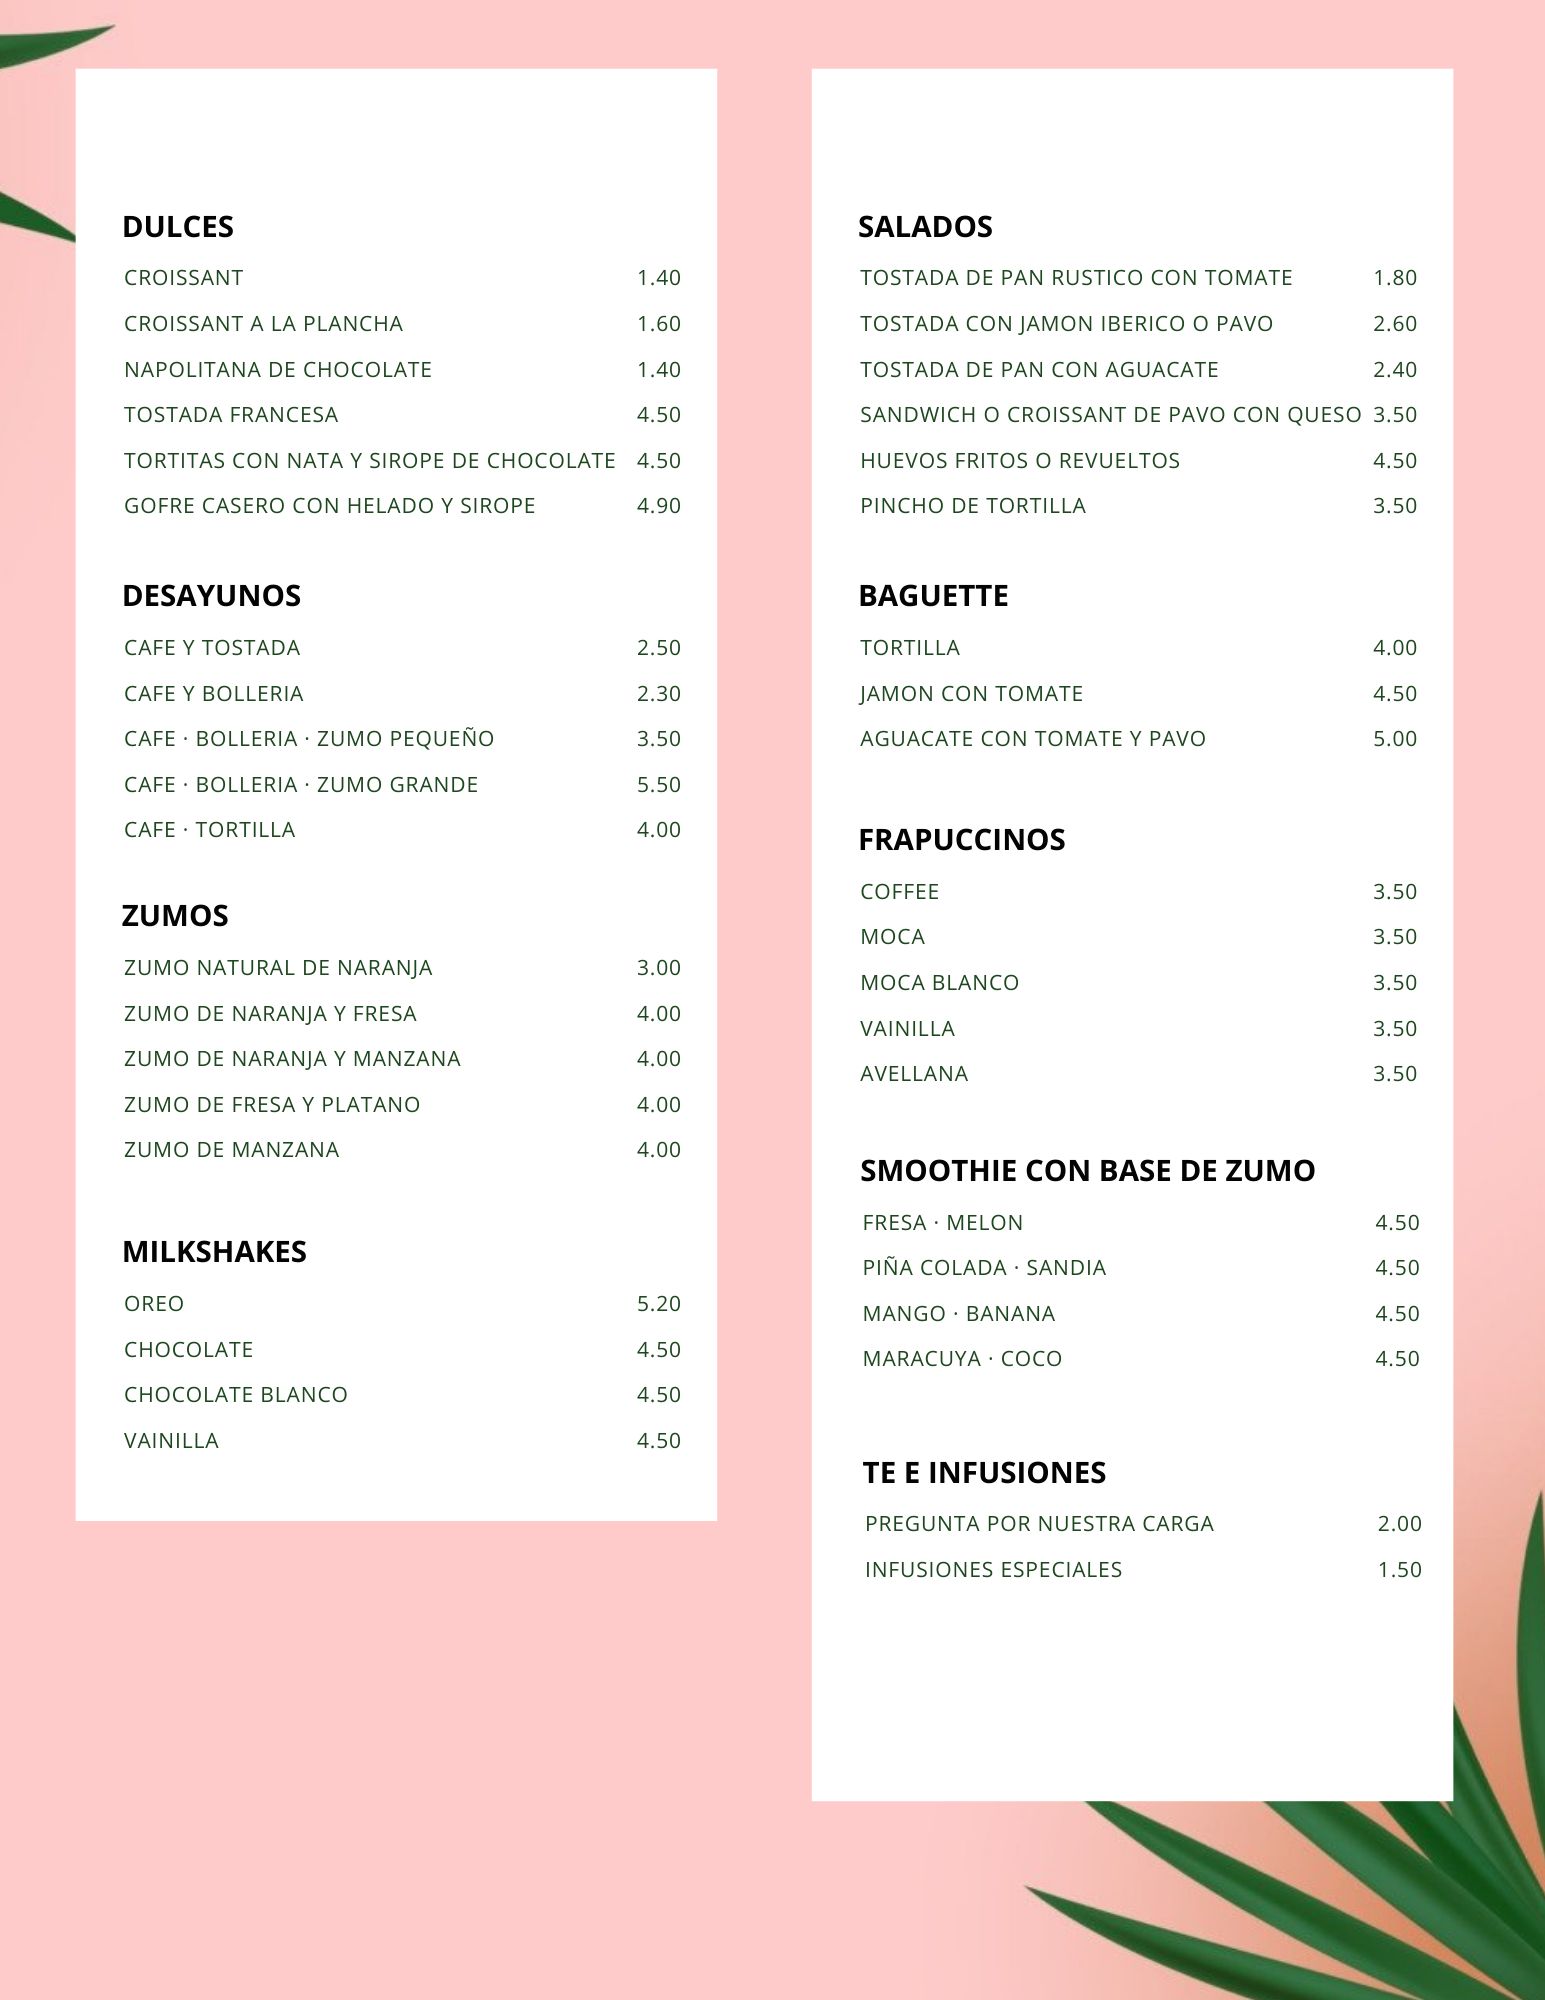 DULCES
CROISSANT 1.40
CROISSANT A LA PLANCHA 1.60
NAPOLITANA DE CHOCOLATE 1.40
TOSTADA FRANCESA 4.50
TORTITAS CON NATA Y SIROPE DE CHOCOLATE 4.50
GOFRE CASERO CON HELADO Y SIROPE 4.90
DESAYUNOS
CAFE Y TOSTADA 2.50
CAFE Y BOLLERIA 2.30
CAFE · BOLLERIA · ZUMO PEQUEÑO 3.50
CAFE · BOLLERIA · ZUMO GRANDE 5.50
CAFE · TORTILLA 4.00
ZUMOS
ZUMO NATURAL DE NARANJA 3.00
ZUMO DE NARANJA Y FRESA 4.00
ZUMO DE NARANJA Y MANZANA 4.00
ZUMO DE FRESA Y PLATANO 4.00
ZUMO DE MANZANA 4.00
MILKSHAKES
OREO 5.20
CHOCOLATE 4.50
CHOCOLATE BLANCO 4.50
VAINILLA 4.50
SALADOS
TOSTADA DE PAN RUSTICO CON TOMATE 1.80
TOSTADA CON JAMON IBERICO O PAVO 2.60
TOSTADA DE PAN CON AGUACATE 2.40
SANDWICH O CROISSANT DE PAVO CON QUESO 3.50
HUEVOS FRITOS O REVUELTOS 4.50
PINCHO DE TORTILLA 3.50
BAGUETTE
TORTILLA 4.00
JAMON CON TOMATE 4.50
AGUACATE CON TOMATE Y PAVO 5.00
FRAPUCCINOS
COFFEE 3.50
MOCA 3.50
MOCA BLANCO 3.50
VAINILLA 3.50
AVELLANA 3.50
SMOOTHIE CON BASE DE ZUMO
FRESA · MELON 4.50
PIÑA COLADA · SANDIA 4.50
MANGO · BANANA 4.50
MARACUYA · COCO 4.50
TE E INFUSIONES
PREGUNTA POR NUESTRA CARGA 2.00
INFUSIONES ESPECIALES 1.50